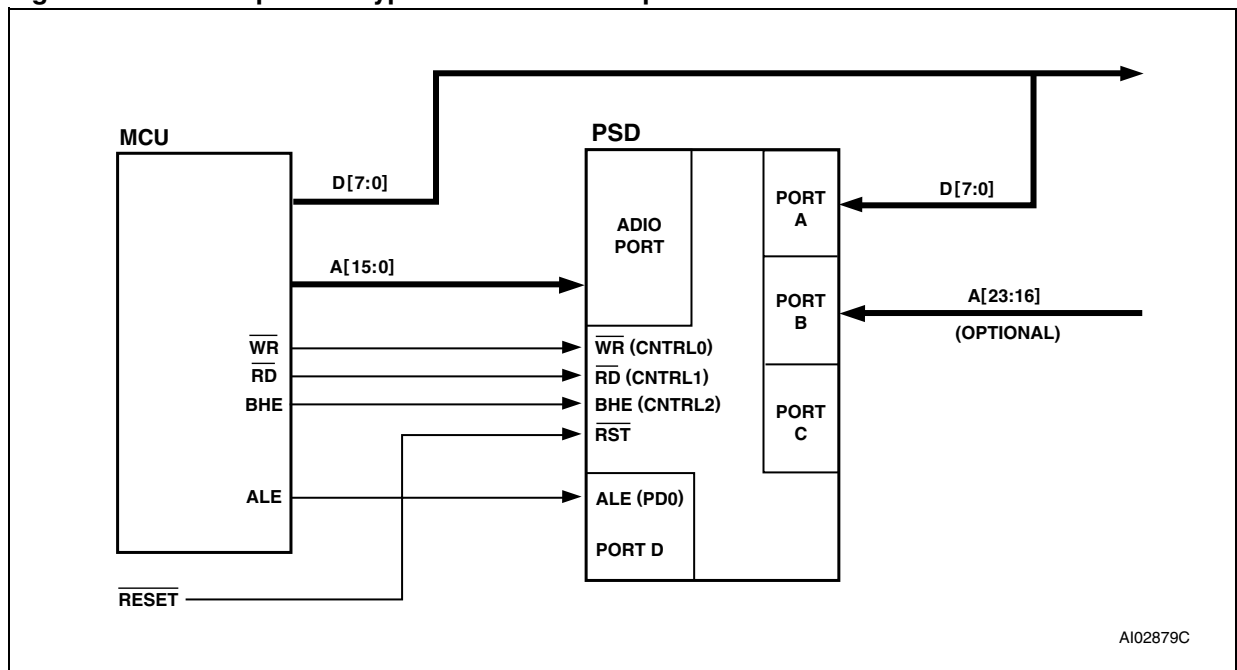 MCU
PSD
D[7:0]
D[7:0]
PORT
A
ADIO
PORT
A[15:0]
A[23:16]
PORT
B
(OPTIONAL)
WR
WR (CNTRL0)
RD
RD (CNTRL1)
BHE
BHE (CNTRL2)
PORT
C
RST
ALE
ALE (PD0)
PORT D
RESET
AI02879C